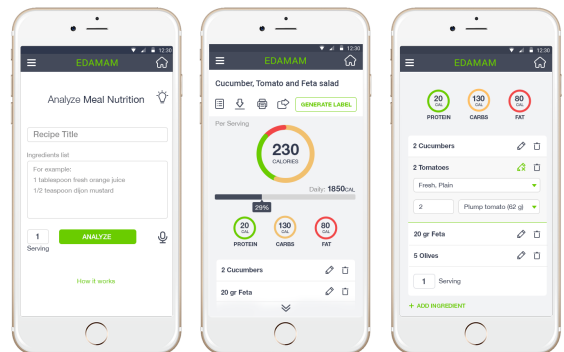 12:30
EDAMAM
Analyze Meal Nutrition
Recipe Title
Ingredients list
For example:
1 tableespoon fresh orange juice
1/2 teaspoon dijon mustard
1
Serving
ANALYZE
How it works
12:30
EDAMAM
Cucumber, Tomato and Feta salad
GENERATE LABEL
Per Serving
230
CALORIES
Daily: 1850CAL
29%
20 CAL
PROTEIN
130 CAL
CARBS
80 CAL
FAT
2 Cucumbers
20 gr Feta
12:30
EDAMAM
20 CAL
PROTEIN
130 CAL
CARBS
80 CAL
FAT
2 Cucumbers
2 Tomatoes
Fresh, Plain
2 Plump tomato (62 g)
20 gr Feta
5 Olives
1 Serving
+ ADD INGREDIENT